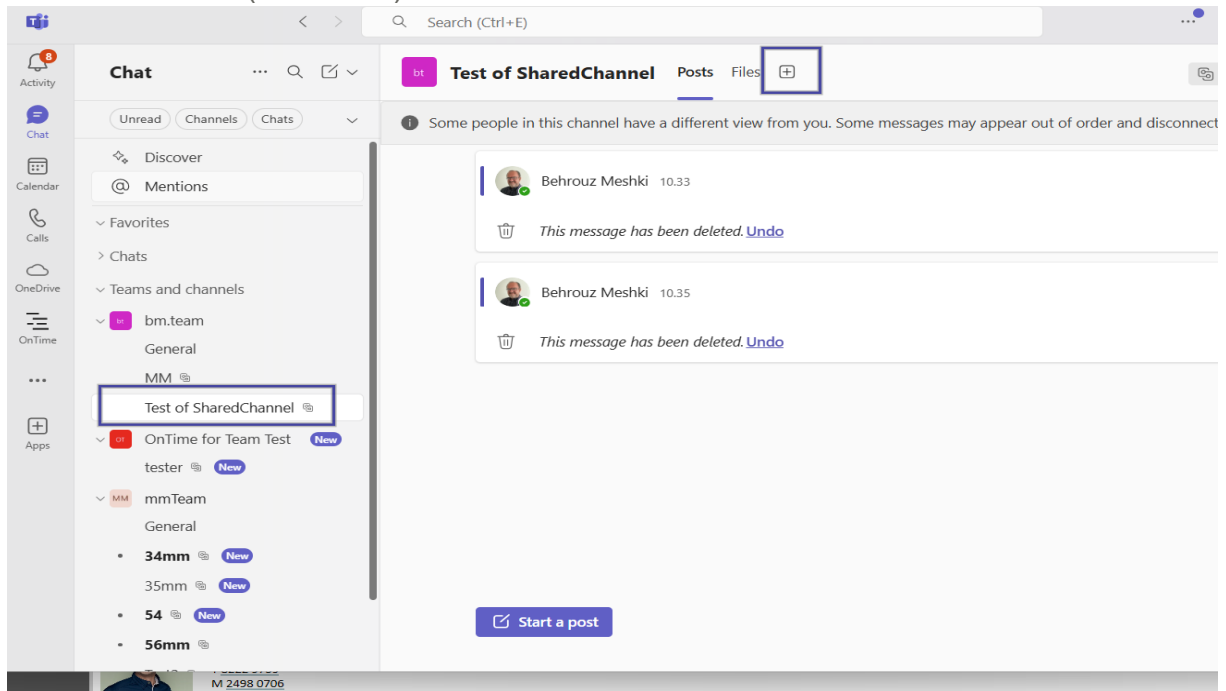 Search (Ctrl+E)
8
Activity
Chat
Calendar
Calls
OneDrive
OnTime
Apps
Chat
Unread Channels Chats
Discover
Mentions
Favorites
Chats
Teams and channels
bt bm.team
General
MM
Test of SharedChannel
OT OnTime for Team Test New
tester New
MM mmTeam
General
34mm New
35mm New
54 New
56mm
bt Test of SharedChannel Posts Files
Some people in this channel have a different view from you. Some messages may appear out of order and disconnect
Behrouz Meshki 10.33
This message has been deleted. Undo
Behrouz Meshki 10.35
This message has been deleted. Undo
Start a post
M 2498 0706